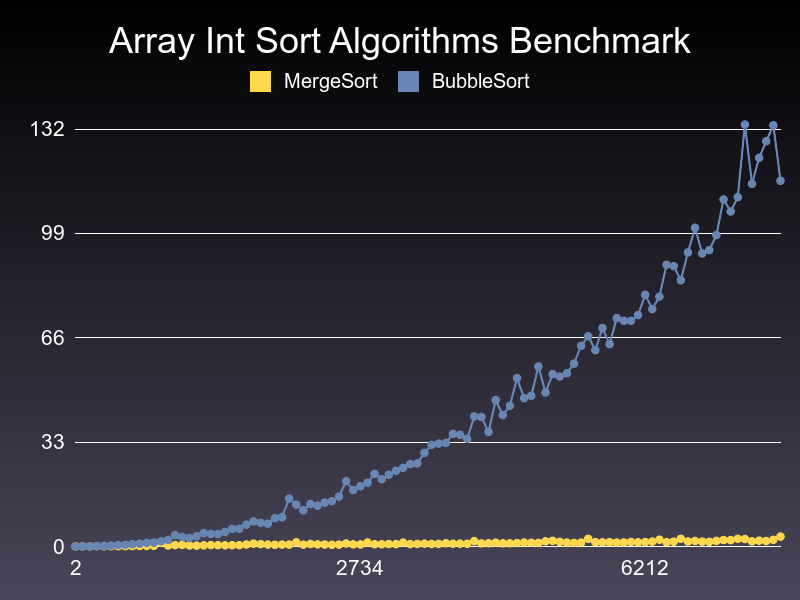 Array Int Sort Algorithms Benchmark
MergeSort BubbleSort
132
99
66
33
0
2 2734 6212